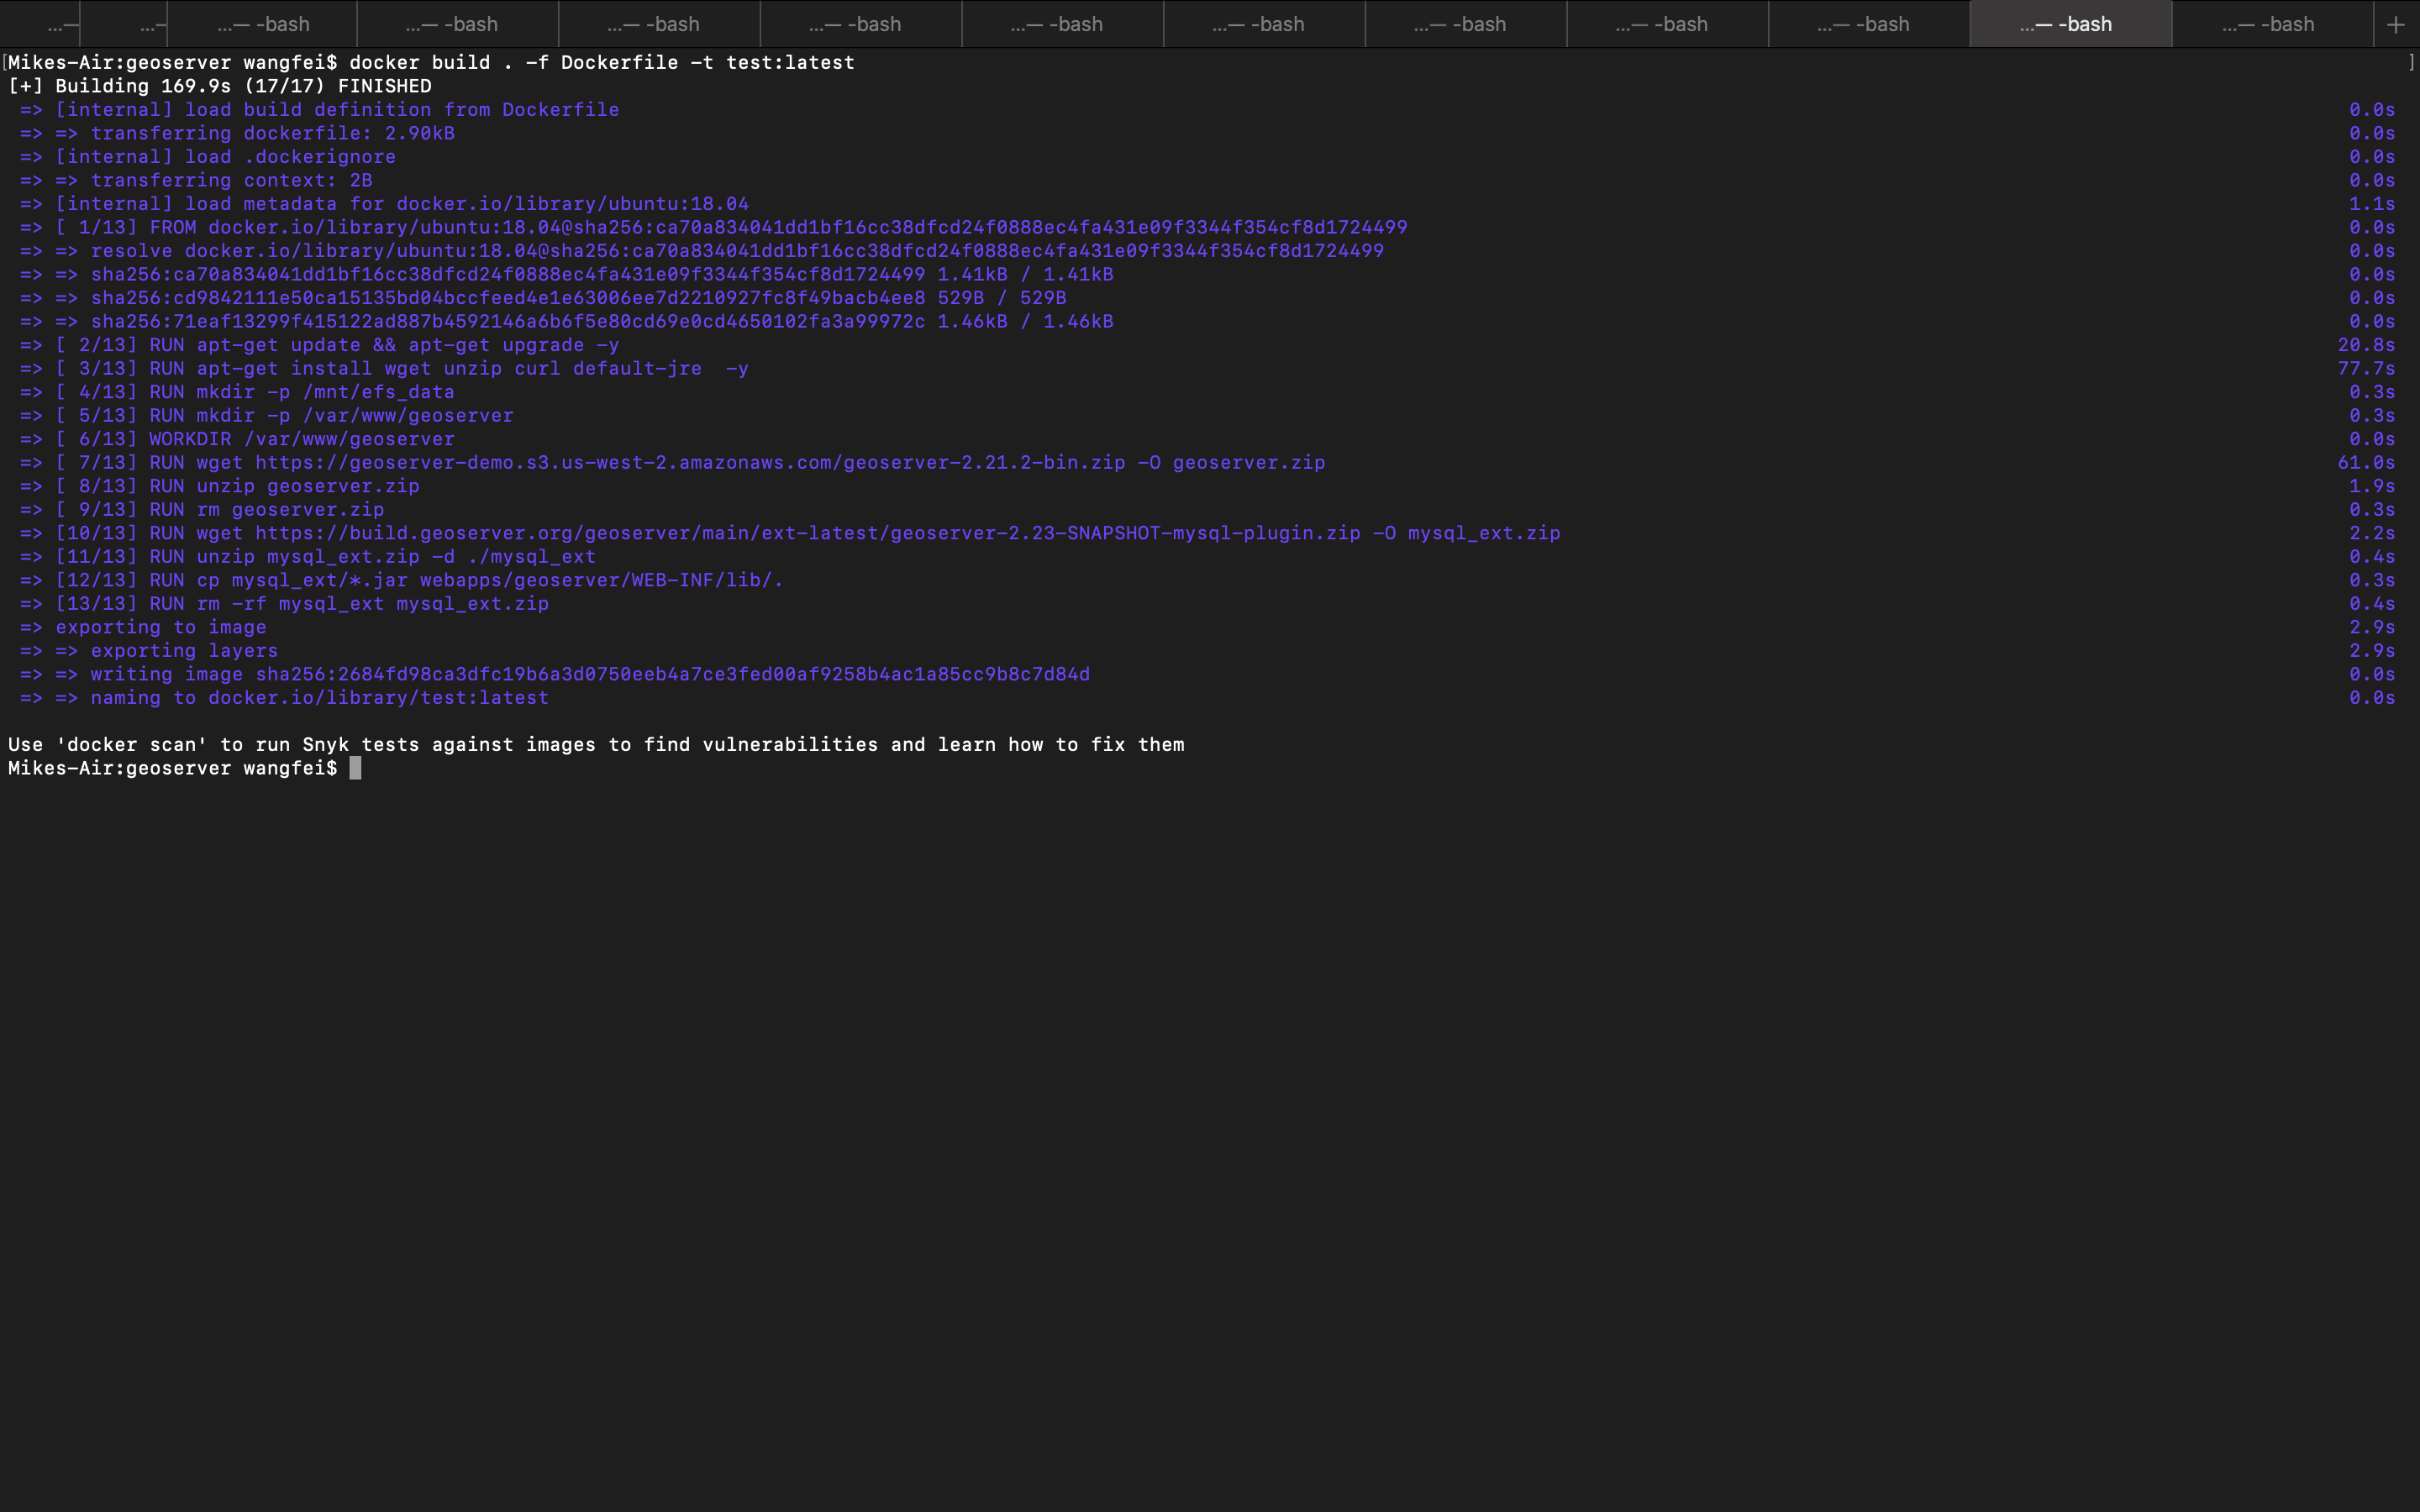 ...— ...— ...— -bash ...— -bash ...— -bash ...— -bash ...— -bash ...— -bash ...— -bash ...— -bash ...— -bash ...— -bash ...— -bash +
[Mikes-Air:geoserver wangfei$ docker build . -f Dockerfile -t test:latest ]
[+] Building 169.9s (17/17) FINISHED
=> [internal] load build definition from Dockerfile 0.0s
=> => transferring dockerfile: 2.90kB 0.0s
=> [internal] load .dockerignore 0.0s
=> => transferring context: 2B 0.0s
=> [internal] load metadata for docker.io/library/ubuntu:18.04 1.1s
=> [ 1/13] FROM docker.io/library/ubuntu:18.04@sha256:ca70a834041dd1bf16cc38dfcd24f0888ec4fa431e09f3344f354cf8d1724499 0.0s
=> => resolve docker.io/library/ubuntu:18.04@sha256:ca70a834041dd1bf16cc38dfcd24f0888ec4fa431e09f3344f354cf8d1724499 0.0s
=> => sha256:ca70a834041dd1bf16cc38dfcd24f0888ec4fa431e09f3344f354cf8d1724499 1.41kB / 1.41kB 0.0s
=> => sha256:cd9842111e50ca15135bd04bccfeed4e1e63006ee7d2210927fc8f49bacb4ee8 529B / 529B 0.0s
=> => sha256:71eaf13299f415122ad887b4592146a6b6f5e80cd69e0cd4650102fa3a99972c 1.46kB / 1.46kB 0.0s
=> [ 2/13] RUN apt-get update && apt-get upgrade -y 20.8s
=> [ 3/13] RUN apt-get install wget unzip curl default-jre  -y 77.7s
=> [ 4/13] RUN mkdir -p /mnt/efs_data 0.3s
=> [ 5/13] RUN mkdir -p /var/www/geoserver 0.3s
=> [ 6/13] WORKDIR /var/www/geoserver 0.0s
=> [ 7/13] RUN wget https://geoserver-demo.s3.us-west-2.amazonaws.com/geoserver-2.21.2-bin.zip -O geoserver.zip 61.0s
=> [ 8/13] RUN unzip geoserver.zip 1.9s
=> [ 9/13] RUN rm geoserver.zip 0.3s
=> [10/13] RUN wget https://build.geoserver.org/geoserver/main/ext-latest/geoserver-2.23-SNAPSHOT-mysql-plugin.zip -O mysql_ext.zip 2.2s
=> [11/13] RUN unzip mysql_ext.zip -d ./mysql_ext 0.4s
=> [12/13] RUN cp mysql_ext/*.jar webapps/geoserver/WEB-INF/lib/. 0.3s
=> [13/13] RUN rm -rf mysql_ext mysql_ext.zip 0.4s
=> exporting to image 2.9s
=> => exporting layers 2.9s
=> => writing image sha256:2684fd98ca3dfc19b6a3d0750eeb4a7ce3fed00af9258b4ac1a85cc9b8c7d84d 0.0s
=> => naming to docker.io/library/test:latest 0.0s
Use 'docker scan' to run Snyk tests against images to find vulnerabilities and learn how to fix them
Mikes-Air:geoserver wangfei$